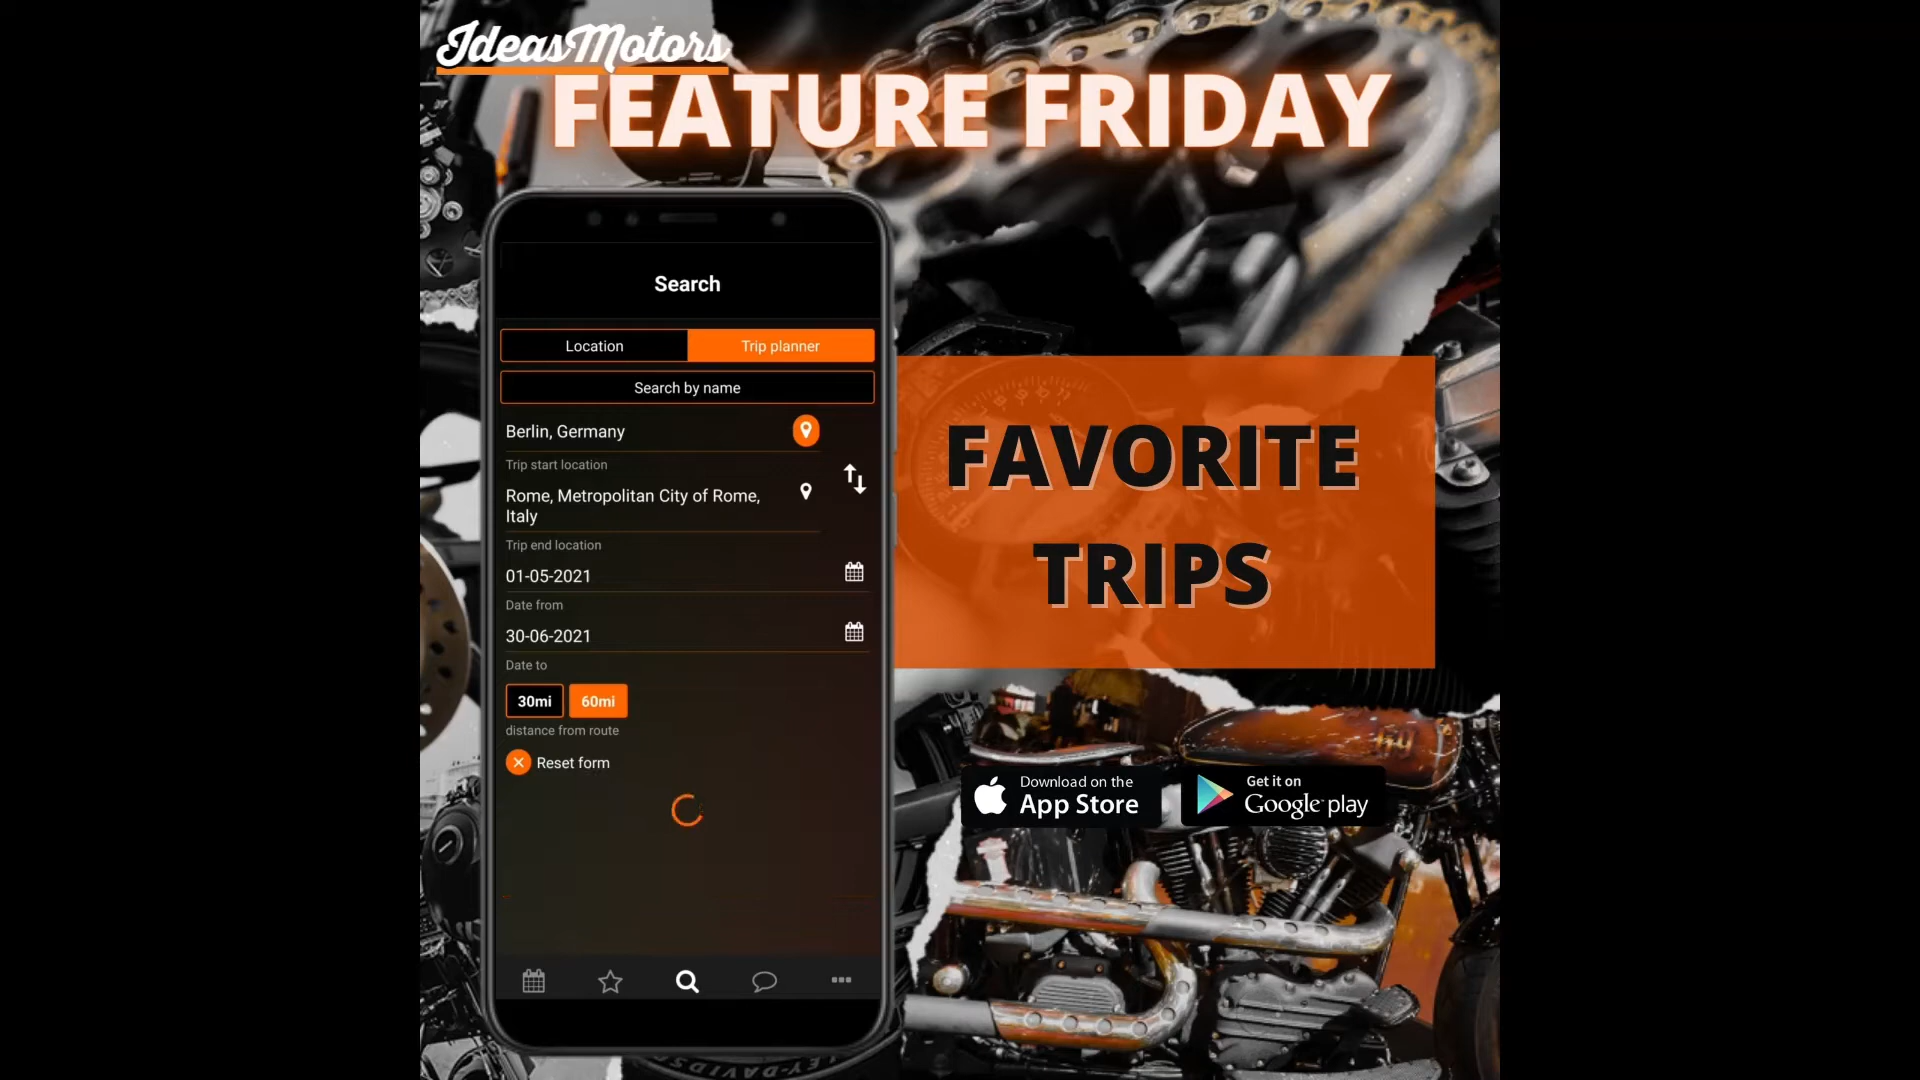 IdeasMotors
FEATURE FRIDAY
Search
Location
Trip planner
Search by name
Berlin, Germany
Trip start location
Rome, Metropolitan City of Rome,
Italy
Trip end location
01-05-2021
Date from
30-06-2021
Date to
30mi
60mi
distance from route
Reset form
FAVORITE
TRIPS
Download on the
App Store
Get it on
Google play